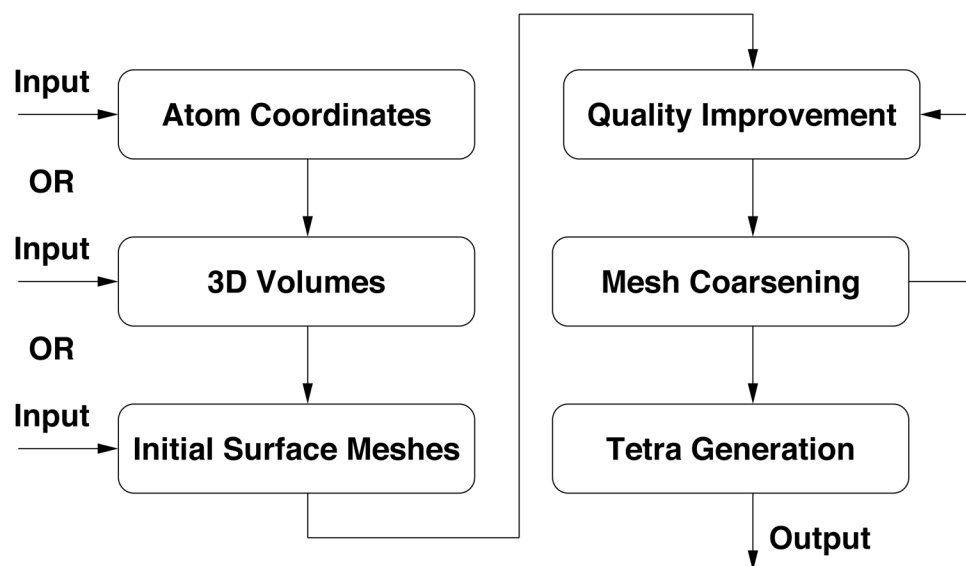 Input
Atom Coordinates
OR
Input
3D Volumes
OR
Input
Initial Surface Meshes
Quality Improvement
Mesh Coarsening
Tetra Generation
Output